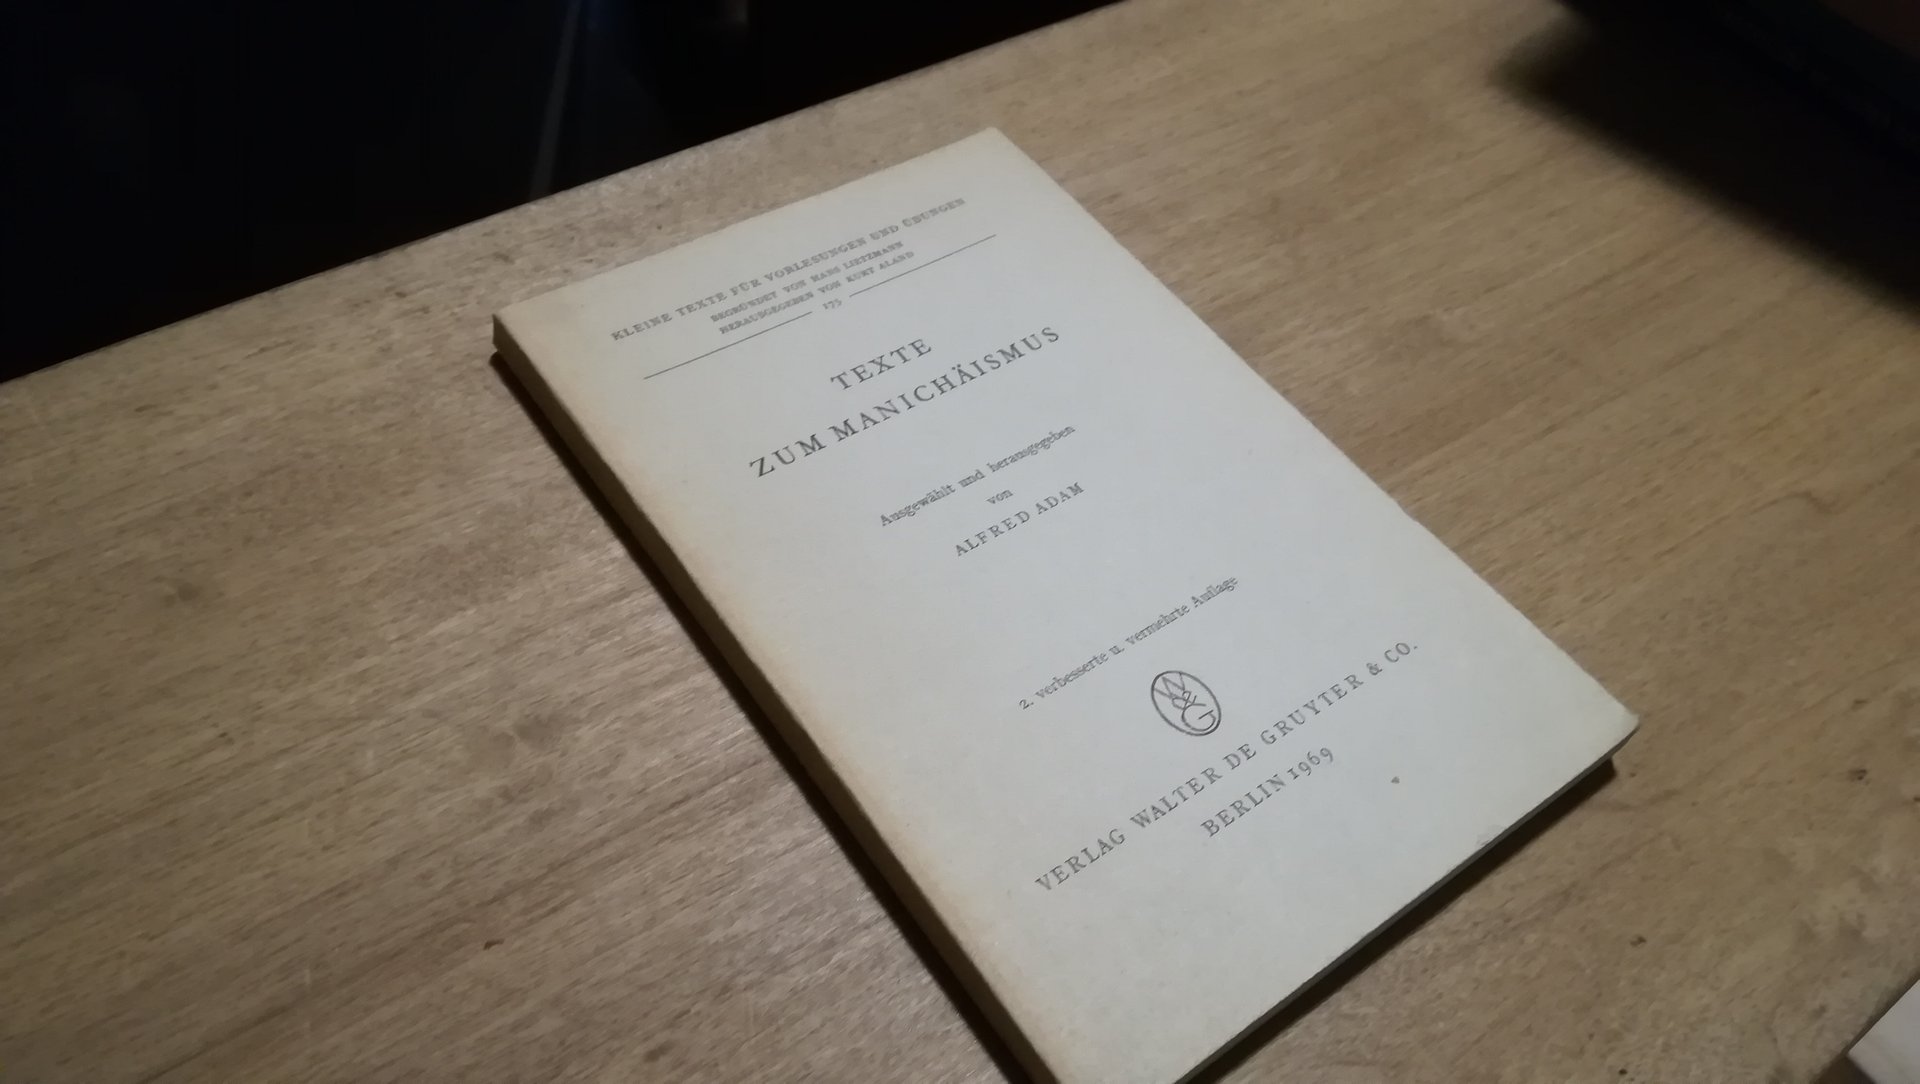 KLEINE TEXTE FÜR VORLESUNGEN UND ÜBUNGEN
BEGRÜNDET VON HANS LIETZMANN
HERAUSGEGEBEN VON KURT ALAND
175
TEXTE
ZUM MANICHÄISMUS
Ausgewählt und herausgegeben
von
ALFRED ADAM
2. verbesserte u. vermehrte Auflage
W&G
VERLAG WALTER DE GRUYTER & CO.
BERLIN 1969